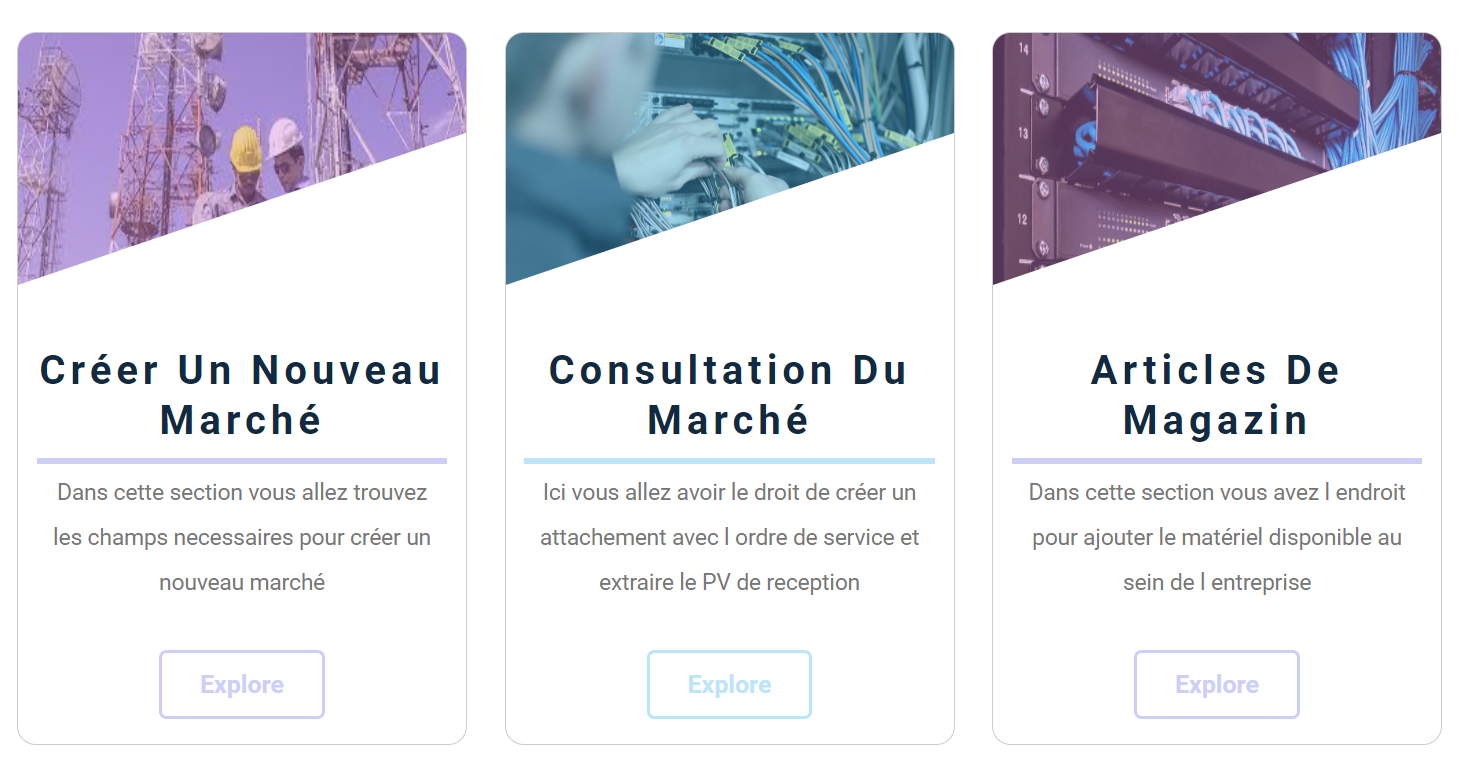 14
13
12
Créer Un Nouveau
Marché
Dans cette section vous allez trouvez
les champs necessaires pour créer un
nouveau marché
Explore
Consultation Du
Marché
Ici vous allez avoir le droit de créer un
attachement avec l ordre de service et
extraire le PV de reception
Explore
Articles De
Magazin
Dans cette section vous avez l endroit
pour ajouter le matériel disponible au
sein de l entreprise
Explore